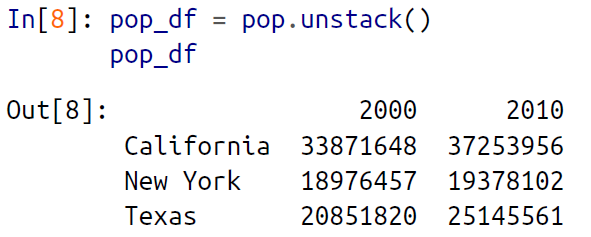 In[8]: pop_df = pop.unstack()
pop_df
Out[8]: 2000 2010
California 33871648 37253956
New York 18976457 19378102
Texas 20851820 25145561